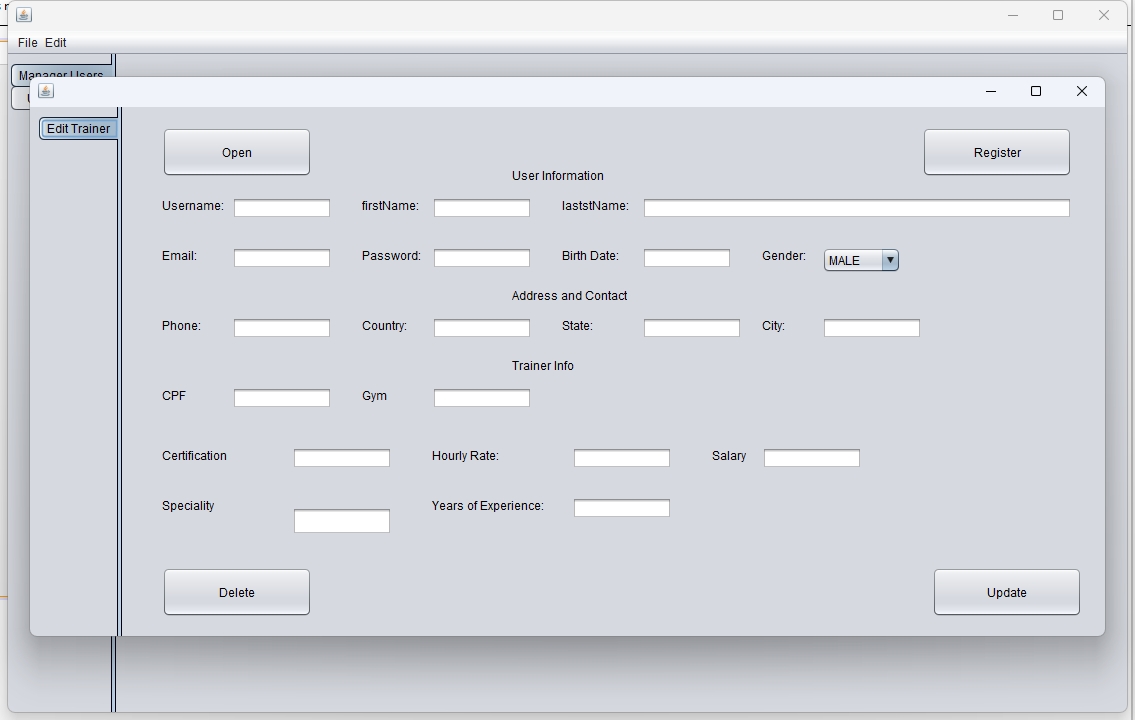 File Edit
Manager Users
Edit Trainer
Open
Register
User Information
Username:
firstName:
laststName:
Email:
Password:
Birth Date:
Gender:
MALE
Address and Contact
Phone:
Country:
State:
City:
Trainer Info
CPF
Gym
Certification
Hourly Rate:
Salary
Speciality
Years of Experience:
Delete
Update